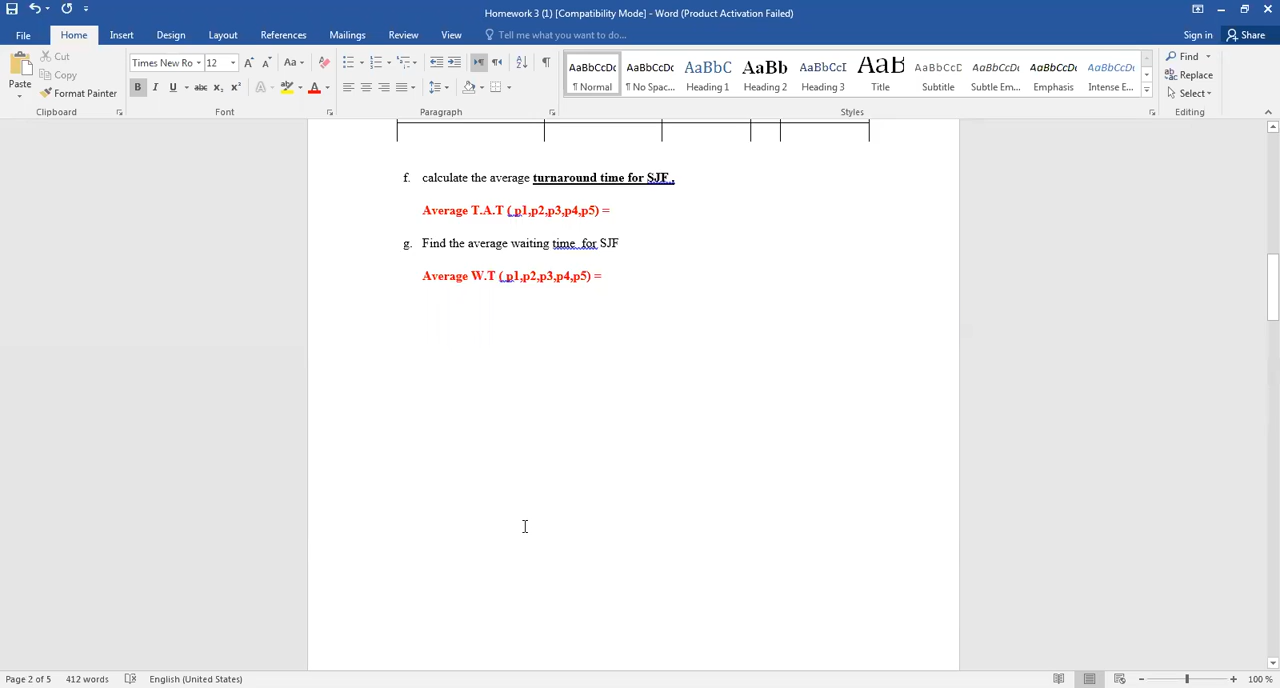 Homework 3 (1) [Compatibility Mode] - Word (Product Activation Failed)
File Home Insert Design Layout References Mailings Review View Tell me what you want to do... Sign in Share
Paste Cut Copy Format Painter Clipboard
Times New Ro 12 Aa A
B I U abc X₂ X² A A Font
Paragraph
AaBbCcDc AaBbCcDc AaBbC AaBb AaBbCcI AaB AaBbCcD AaBbCcDc AaBbCcDc AaBbCcDc
¶ Normal ¶ No Spac... Heading 1 Heading 2 Heading 3 Title Subtitle Subtle Em... Emphasis Intense E...
Styles
Find Replace Select Editing
f. calculate the average turnaround time for SJF .
Average T.A.T ( p1,p2,p3,p4,p5) =
g. Find the average waiting time for SJF
Average W.T ( p1,p2,p3,p4,p5) =
Page 2 of 5 412 words English (United States) 100 %